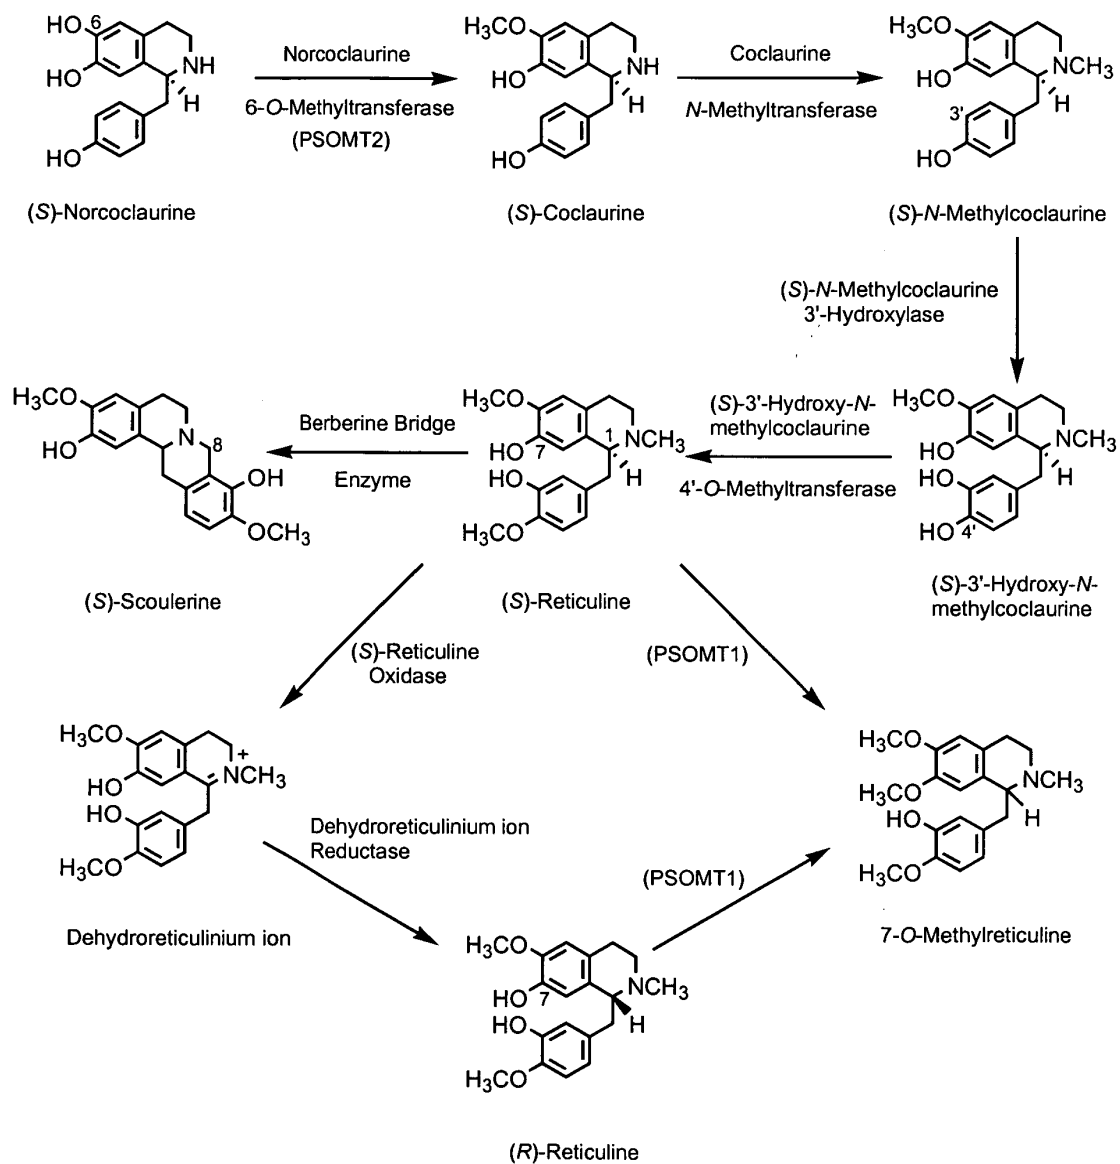 HO 6
NH
HO
H
HO
(S)-Norcoclaurine
Norcoclaurine
6-O-Methyltransferase
(PSOMT2)
H3CO
NH
HO
H
HO
(S)-Coclaurine
Coclaurine
N-Methyltransferase
H3CO
NCH3
HO
H
3'
HO
(S)-N-Methylcoclaurine
(S)-N-Methylcoclaurine
3'-Hydroxylase
H3CO
N
8
HO
OH
OCH3
(S)-Scoulerine
Berberine Bridge
Enzyme
H3CO
1
NCH3
HO 7
H
HO
H3CO
(S)-Reticuline
(S)-3'-Hydroxy-N-
methylcoclaurine
4'-O-Methyltransferase
H3CO
NCH3
HO
H
HO
HO 4'
(S)-3'-Hydroxy-N-
methylcoclaurine
(S)-Reticuline
Oxidase
(PSOMT1)
H3CO
+
NCH3
HO
HO
H3CO
Dehydroreticulinium ion
Dehydroreticulinium ion
Reductase
(PSOMT1)
H3CO
NCH3
H3CO
H
HO
H3CO
7-O-Methylreticuline
H3CO
NCH3
HO 7
H
HO
H3CO
(R)-Reticuline